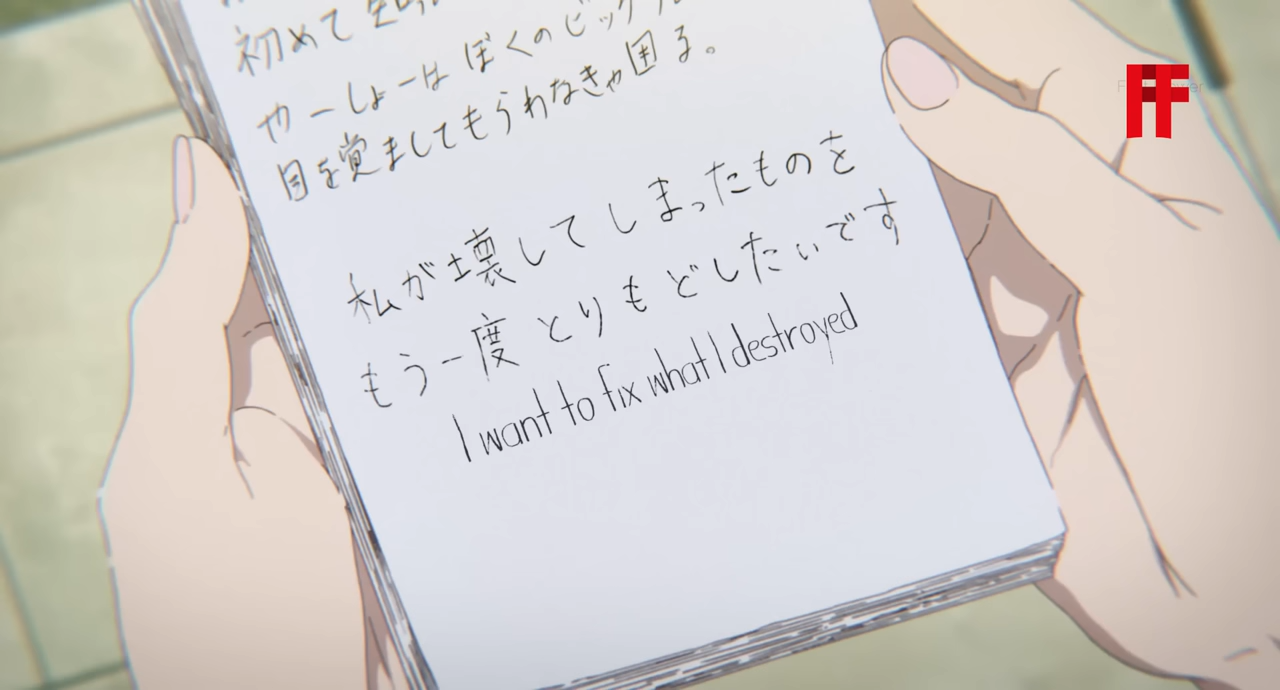 初めて
やーしょーは ぼくのビッグ
目を覚ましてもらわなきゃ困る。
私が壊してしまったものを
もう一度とりもどしたいです
I want to fix what I destroyed